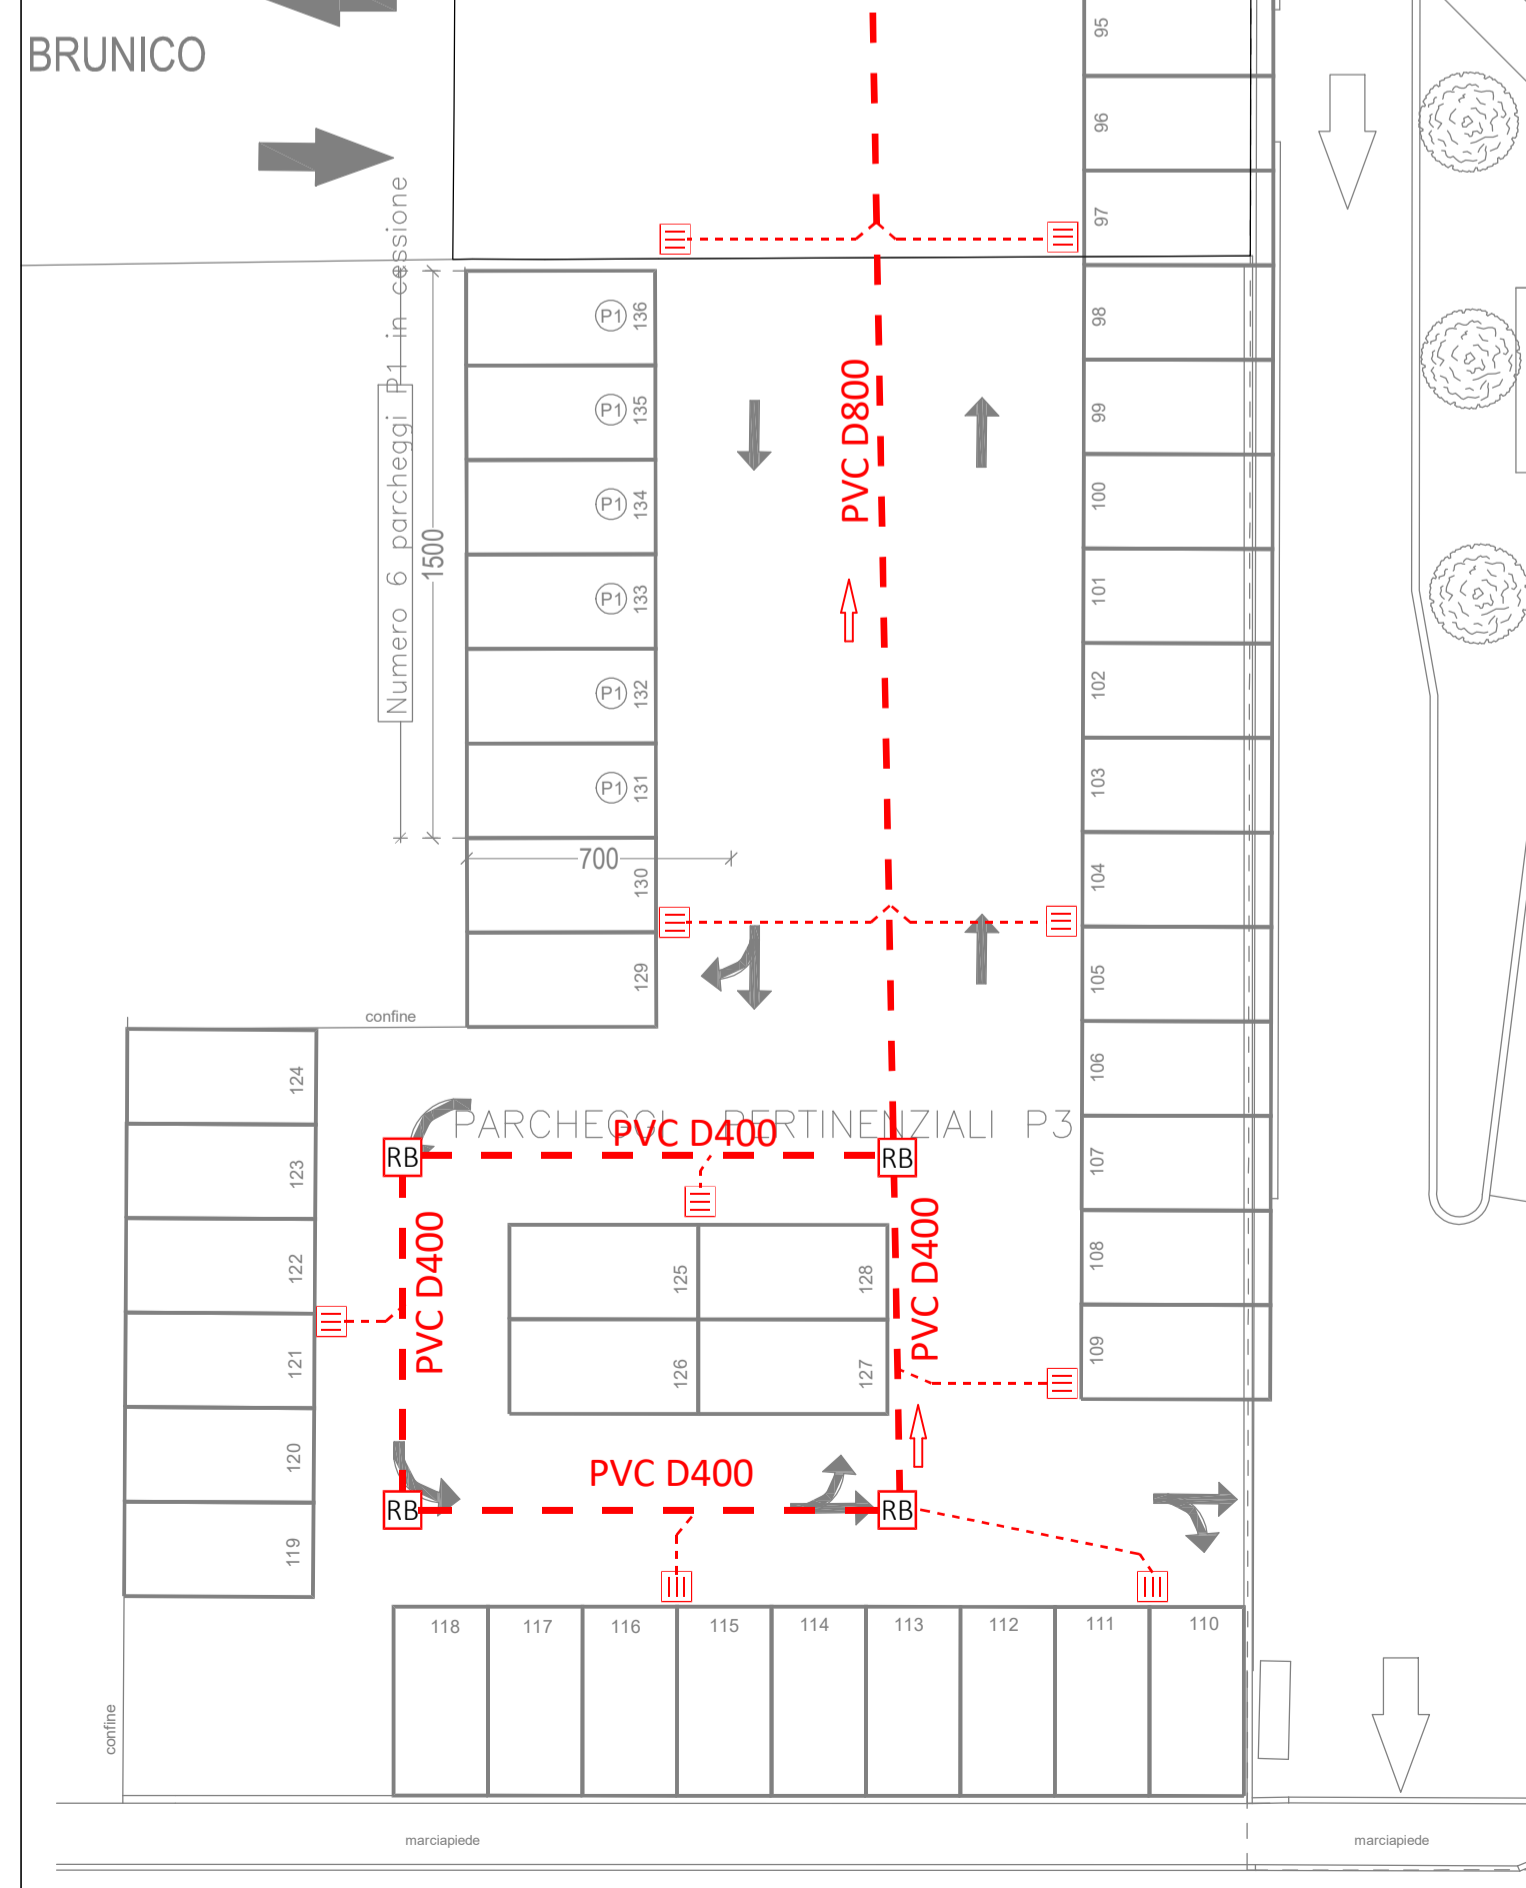 BRUNICO
95
96
97
98
99
100
101
102
103
104
105
106
107
108
109
Numero 6 parcheggi P1 in cessione
1500
P1 136
P1 135
P1 134
P1 133
P1 132
P1 131
700
130
129
PVC D800
confine
124
123
122
121
120
119
PARCHEGGI PERTINENZIALI P3
PVC D400
RB
RB
PVC D400
PVC D400
125
128
126
127
PVC D400
RB
RB
118
117
116
115
114
113
112
111
110
confine
marciapiede
marciapiede